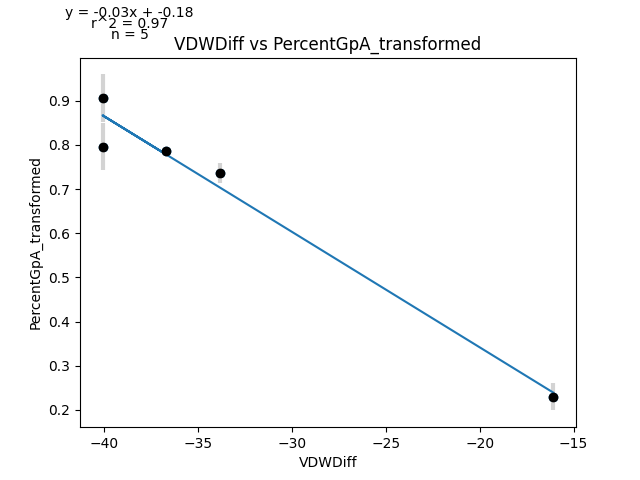 y = -0.03x + -0.18
r^2 = 0.97
n = 5
VDWDiff vs PercentGpA_transformed
PercentGpA_transformed
0.9
0.8
0.7
0.6
0.5
0.4
0.3
0.2
−40
−35
−30
−25
−20
−15
VDWDiff